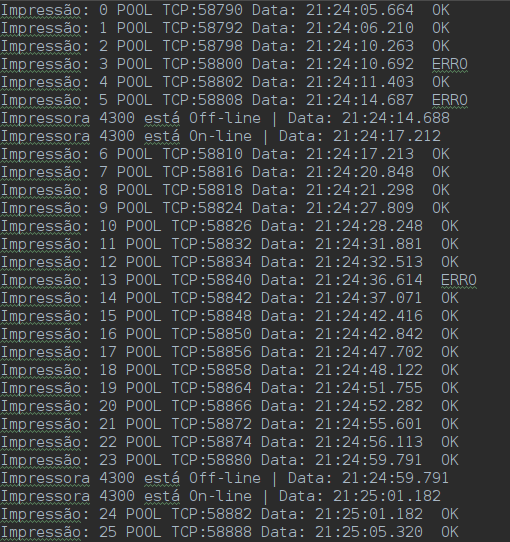 Impressão: 0 POOL TCP:58790 Data: 21:24:05.664  OK
Impressão: 1 POOL TCP:58792 Data: 21:24:06.210  OK
Impressão: 2 POOL TCP:58798 Data: 21:24:10.263  OK
Impressão: 3 POOL TCP:58800 Data: 21:24:10.692  ERRO
Impressão: 4 POOL TCP:58802 Data: 21:24:11.403  OK
Impressão: 5 POOL TCP:58808 Data: 21:24:14.687  ERRO
Impressora 4300 está Off-line | Data: 21:24:14.688
Impressora 4300 está On-line | Data: 21:24:17.212
Impressão: 6 POOL TCP:58810 Data: 21:24:17.213  OK
Impressão: 7 POOL TCP:58816 Data: 21:24:20.848  OK
Impressão: 8 POOL TCP:58818 Data: 21:24:21.298  OK
Impressão: 9 POOL TCP:58824 Data: 21:24:27.809  OK
Impressão: 10 POOL TCP:58826 Data: 21:24:28.248  OK
Impressão: 11 POOL TCP:58832 Data: 21:24:31.881  OK
Impressão: 12 POOL TCP:58834 Data: 21:24:32.513  OK
Impressão: 13 POOL TCP:58840 Data: 21:24:36.614  ERRO
Impressão: 14 POOL TCP:58842 Data: 21:24:37.071  OK
Impressão: 15 POOL TCP:58848 Data: 21:24:42.416  OK
Impressão: 16 POOL TCP:58850 Data: 21:24:42.842  OK
Impressão: 17 POOL TCP:58856 Data: 21:24:47.702  OK
Impressão: 18 POOL TCP:58858 Data: 21:24:48.122  OK
Impressão: 19 POOL TCP:58864 Data: 21:24:51.755  OK
Impressão: 20 POOL TCP:58866 Data: 21:24:52.282  OK
Impressão: 21 POOL TCP:58872 Data: 21:24:55.601  OK
Impressão: 22 POOL TCP:58874 Data: 21:24:56.113  OK
Impressão: 23 POOL TCP:58880 Data: 21:24:59.791  OK
Impressora 4300 está Off-line | Data: 21:24:59.791
Impressora 4300 está On-line | Data: 21:25:01.182
Impressão: 24 POOL TCP:58882 Data: 21:25:01.182  OK
Impressão: 25 POOL TCP:58888 Data: 21:25:05.320  OK